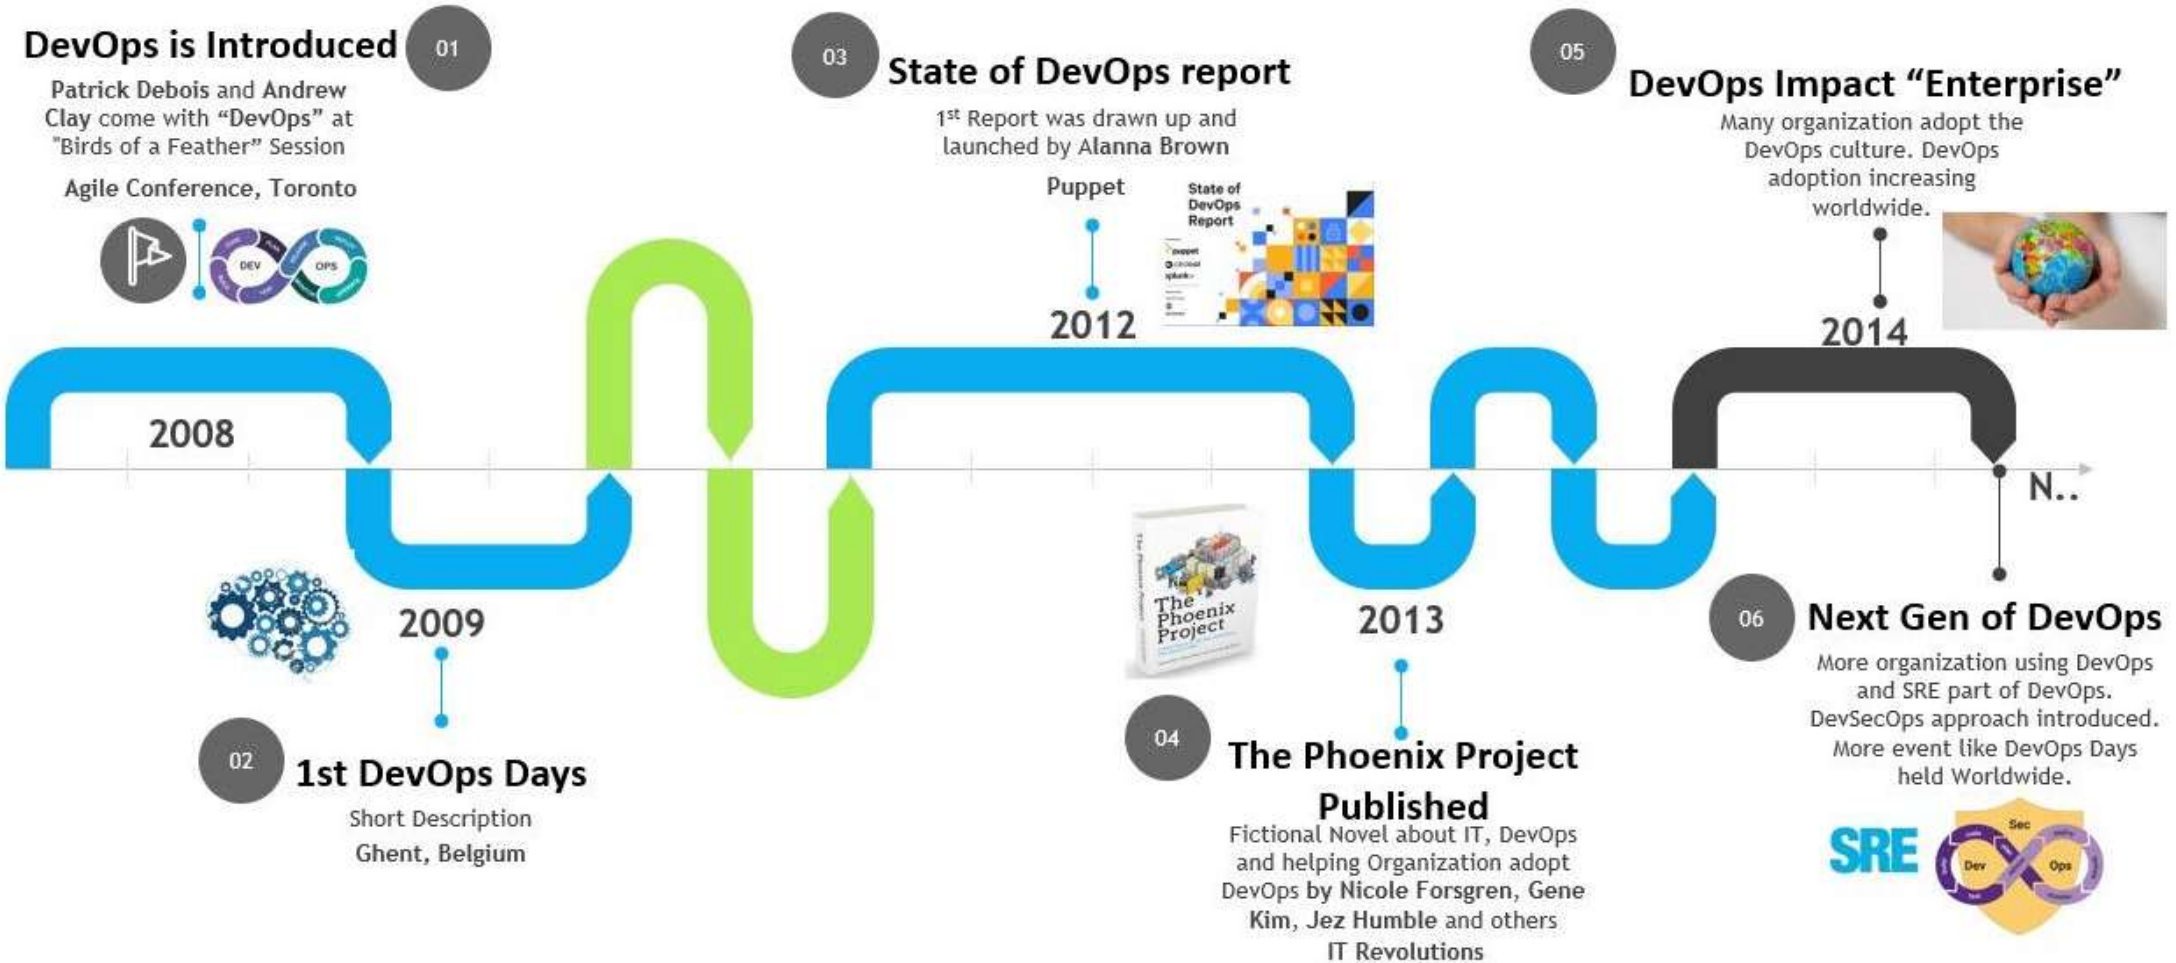 DevOps is Introduced
01
Patrick Debois and Andrew
Clay come with “DevOps” at
"Birds of a Feather” Session
Agile Conference, Toronto
DEV
OPS
2008
2009
02
1st DevOps Days
Short Description
Ghent, Belgium
03
State of DevOps report
1st Report was drawn up and
launched by Alanna Brown
Puppet
State of
DevOps
Report
puppet
splunk>
2012
The
Phoenix
Project
The Phoenix Project
2013
04
The Phoenix Project
Published
Fictional Novel about IT, DevOps
and helping Organization adopt
DevOps by Nicole Forsgren, Gene
Kim, Jez Humble and others
IT Revolutions
05
DevOps Impact “Enterprise”
Many organization adopt the
DevOps culture. DevOps
adoption increasing
worldwide.
2014
N..
06
Next Gen of DevOps
More organization using DevOps
and SRE part of DevOps.
DevSecOps approach introduced.
More event like DevOps Days
held Worldwide.
SRE
Sec
Dev
Ops